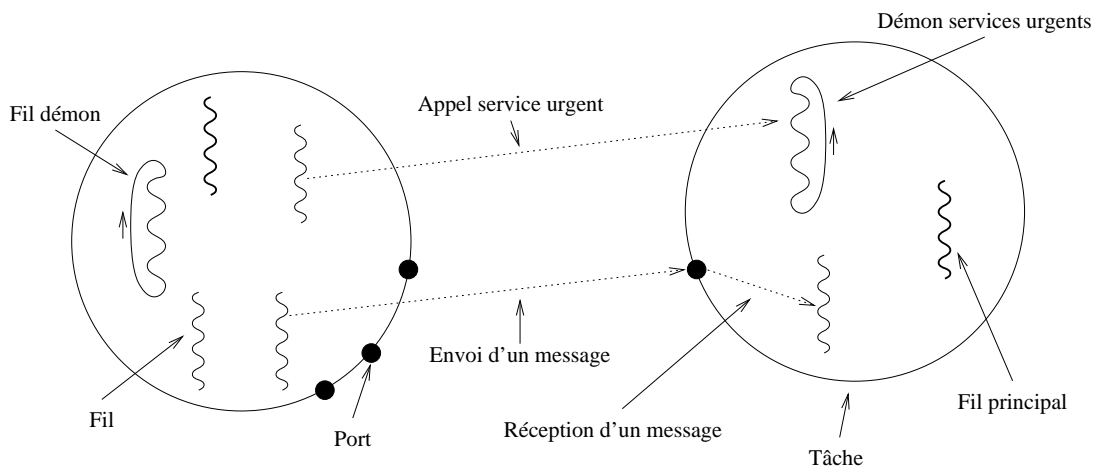 Démon services urgents
Appel service urgent
Fil démon
Envoi d'un message
Fil principal
Fil
Port
Réception d'un message
Tâche